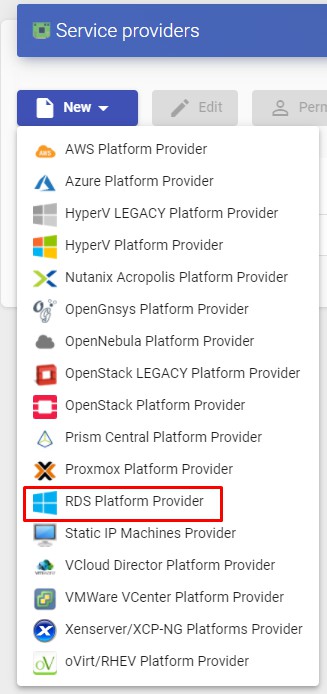 Service providers
New
Edit
Perm
AWS Platform Provider
Azure Platform Provider
HyperV LEGACY Platform Provider
HyperV Platform Provider
Nutanix Acropolis Platform Provider
OpenGnsys Platform Provider
OpenNebula Platform Provider
OpenStack LEGACY Platform Provider
OpenStack Platform Provider
Prism Central Platform Provider
Proxmox Platform Provider
RDS Platform Provider
Static IP Machines Provider
VCloud Director Platform Provider
VMWare VCenter Platform Provider
Xenserver/XCP-NG Platforms Provider
oVirt/RHEV Platform Provider